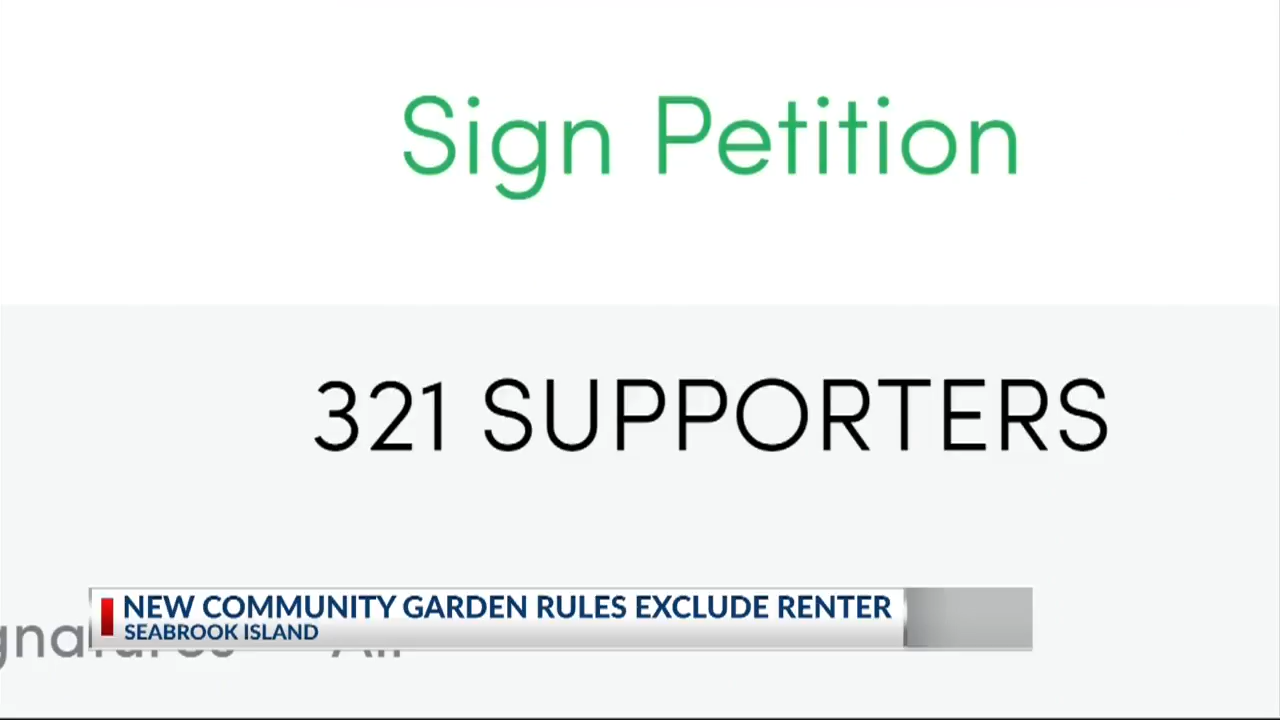 Sign Petition
321 SUPPORTERS
NEW COMMUNITY GARDEN RULES EXCLUDE RENTER
SEABROOK ISLAND